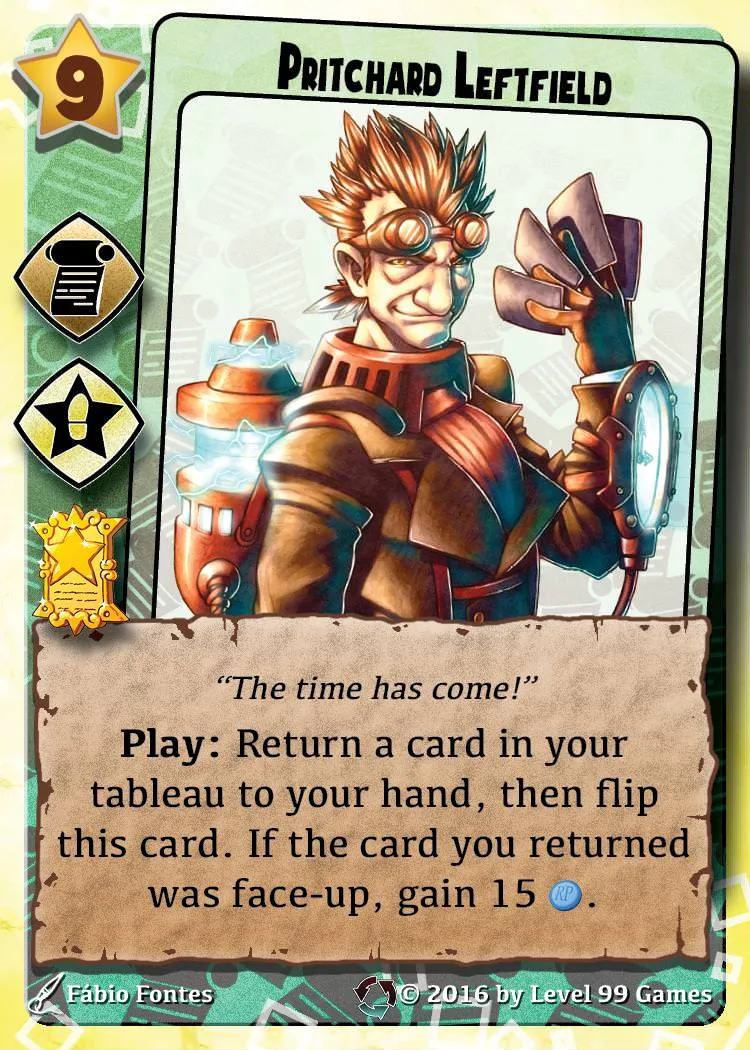 9
PRITCHARD LEFTFIELD
“The time has come!”
Play: Return a card in your
tableau to your hand, then flip
this card. If the card you returned
was face-up, gain 15 RP.
Fábio Fontes
© 2016 by Level 99 Games